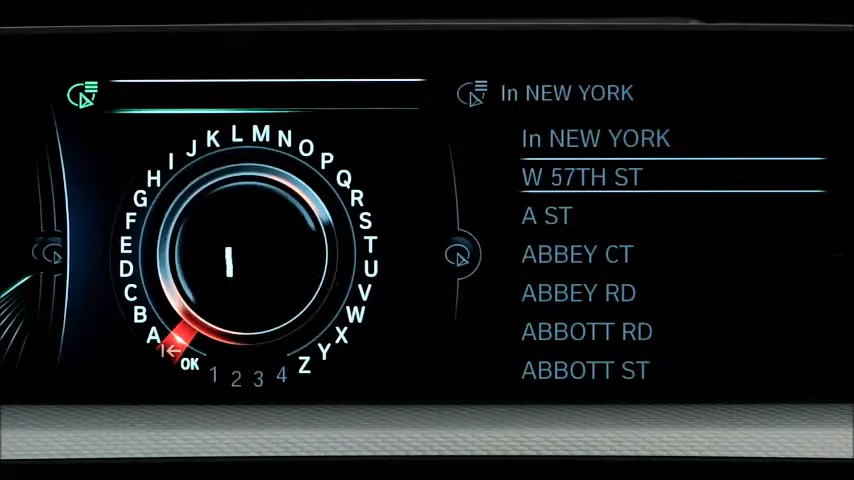 In NEW YORK
In NEW YORK
W 57TH ST
A ST
ABBEY CT
ABBEY RD
ABBOTT RD
ABBOTT ST
A B C D E F G H I J K L M N O P Q R S T U V W X Y Z
OK
1 2 3 4